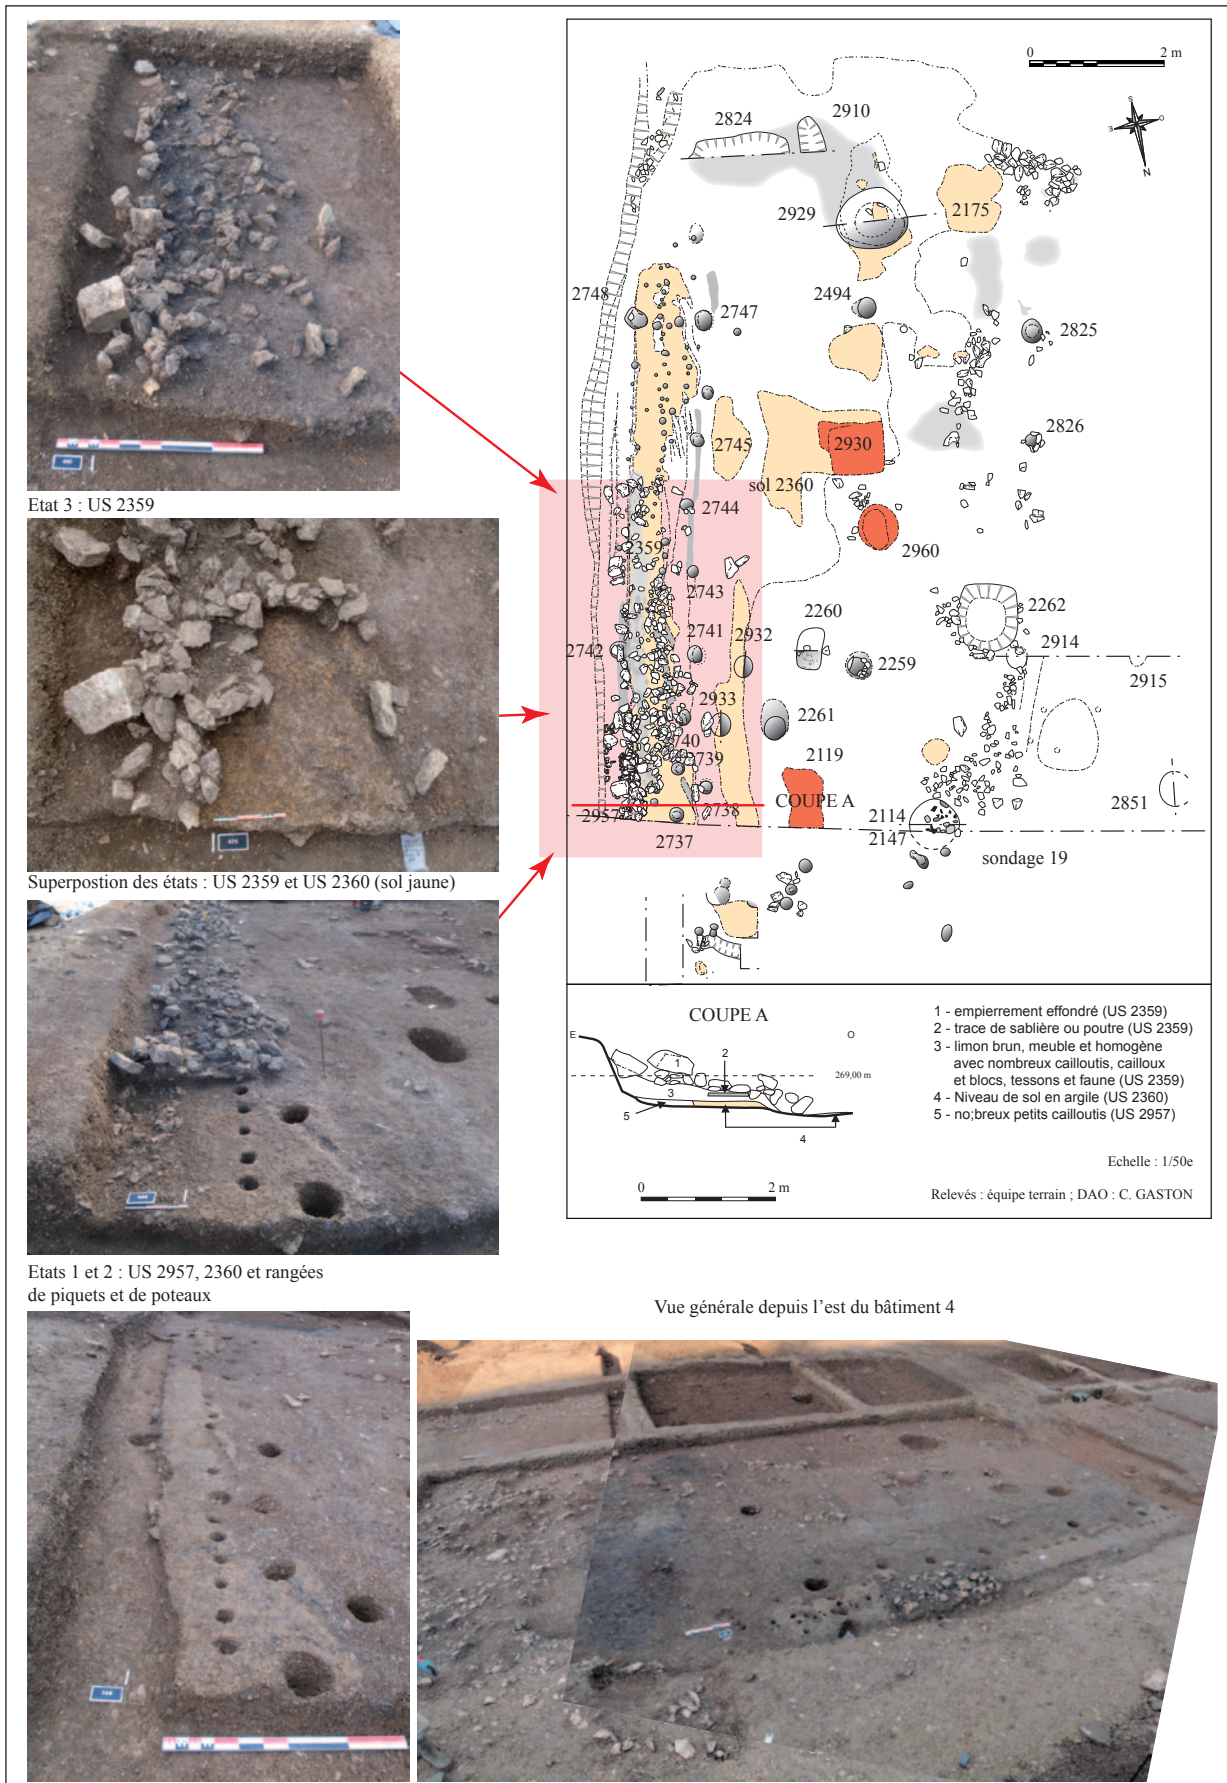 Etat 3 : US 2359
Superpostion des états : US 2359 et US 2360 (sol jaune)
Etats 1 et 2 : US 2957, 2360 et rangées
de piquets et de poteaux
0 2 m
S
E O
N
2824
2910
2929
2175
2748
2747
2494
2825
2745
2930
2826
sol 2360
2744
2359
2960
2743
2260
2262
2741
2932
2742
2914
2259
2915
2933
2261
740
2739
2119
COUPE A
2851
2957
2738
2114
2737
2147
sondage 19
COUPE A
E
O
2
1
269,00 m
3
5
4
0 2 m
1 - empierrement effondré (US 2359)
2 - trace de sablière ou poutre (US 2359)
3 - limon brun, meuble et homogène
avec nombreux cailloutis, cailloux
et blocs, tessons et faune (US 2359)
4 - Niveau de sol en argile (US 2360)
5 - no;breux petits cailloutis (US 2957)
Echelle : 1/50e
Relevés : équipe terrain ; DAO : C. GASTON
Vue générale depuis l'est du bâtiment 4